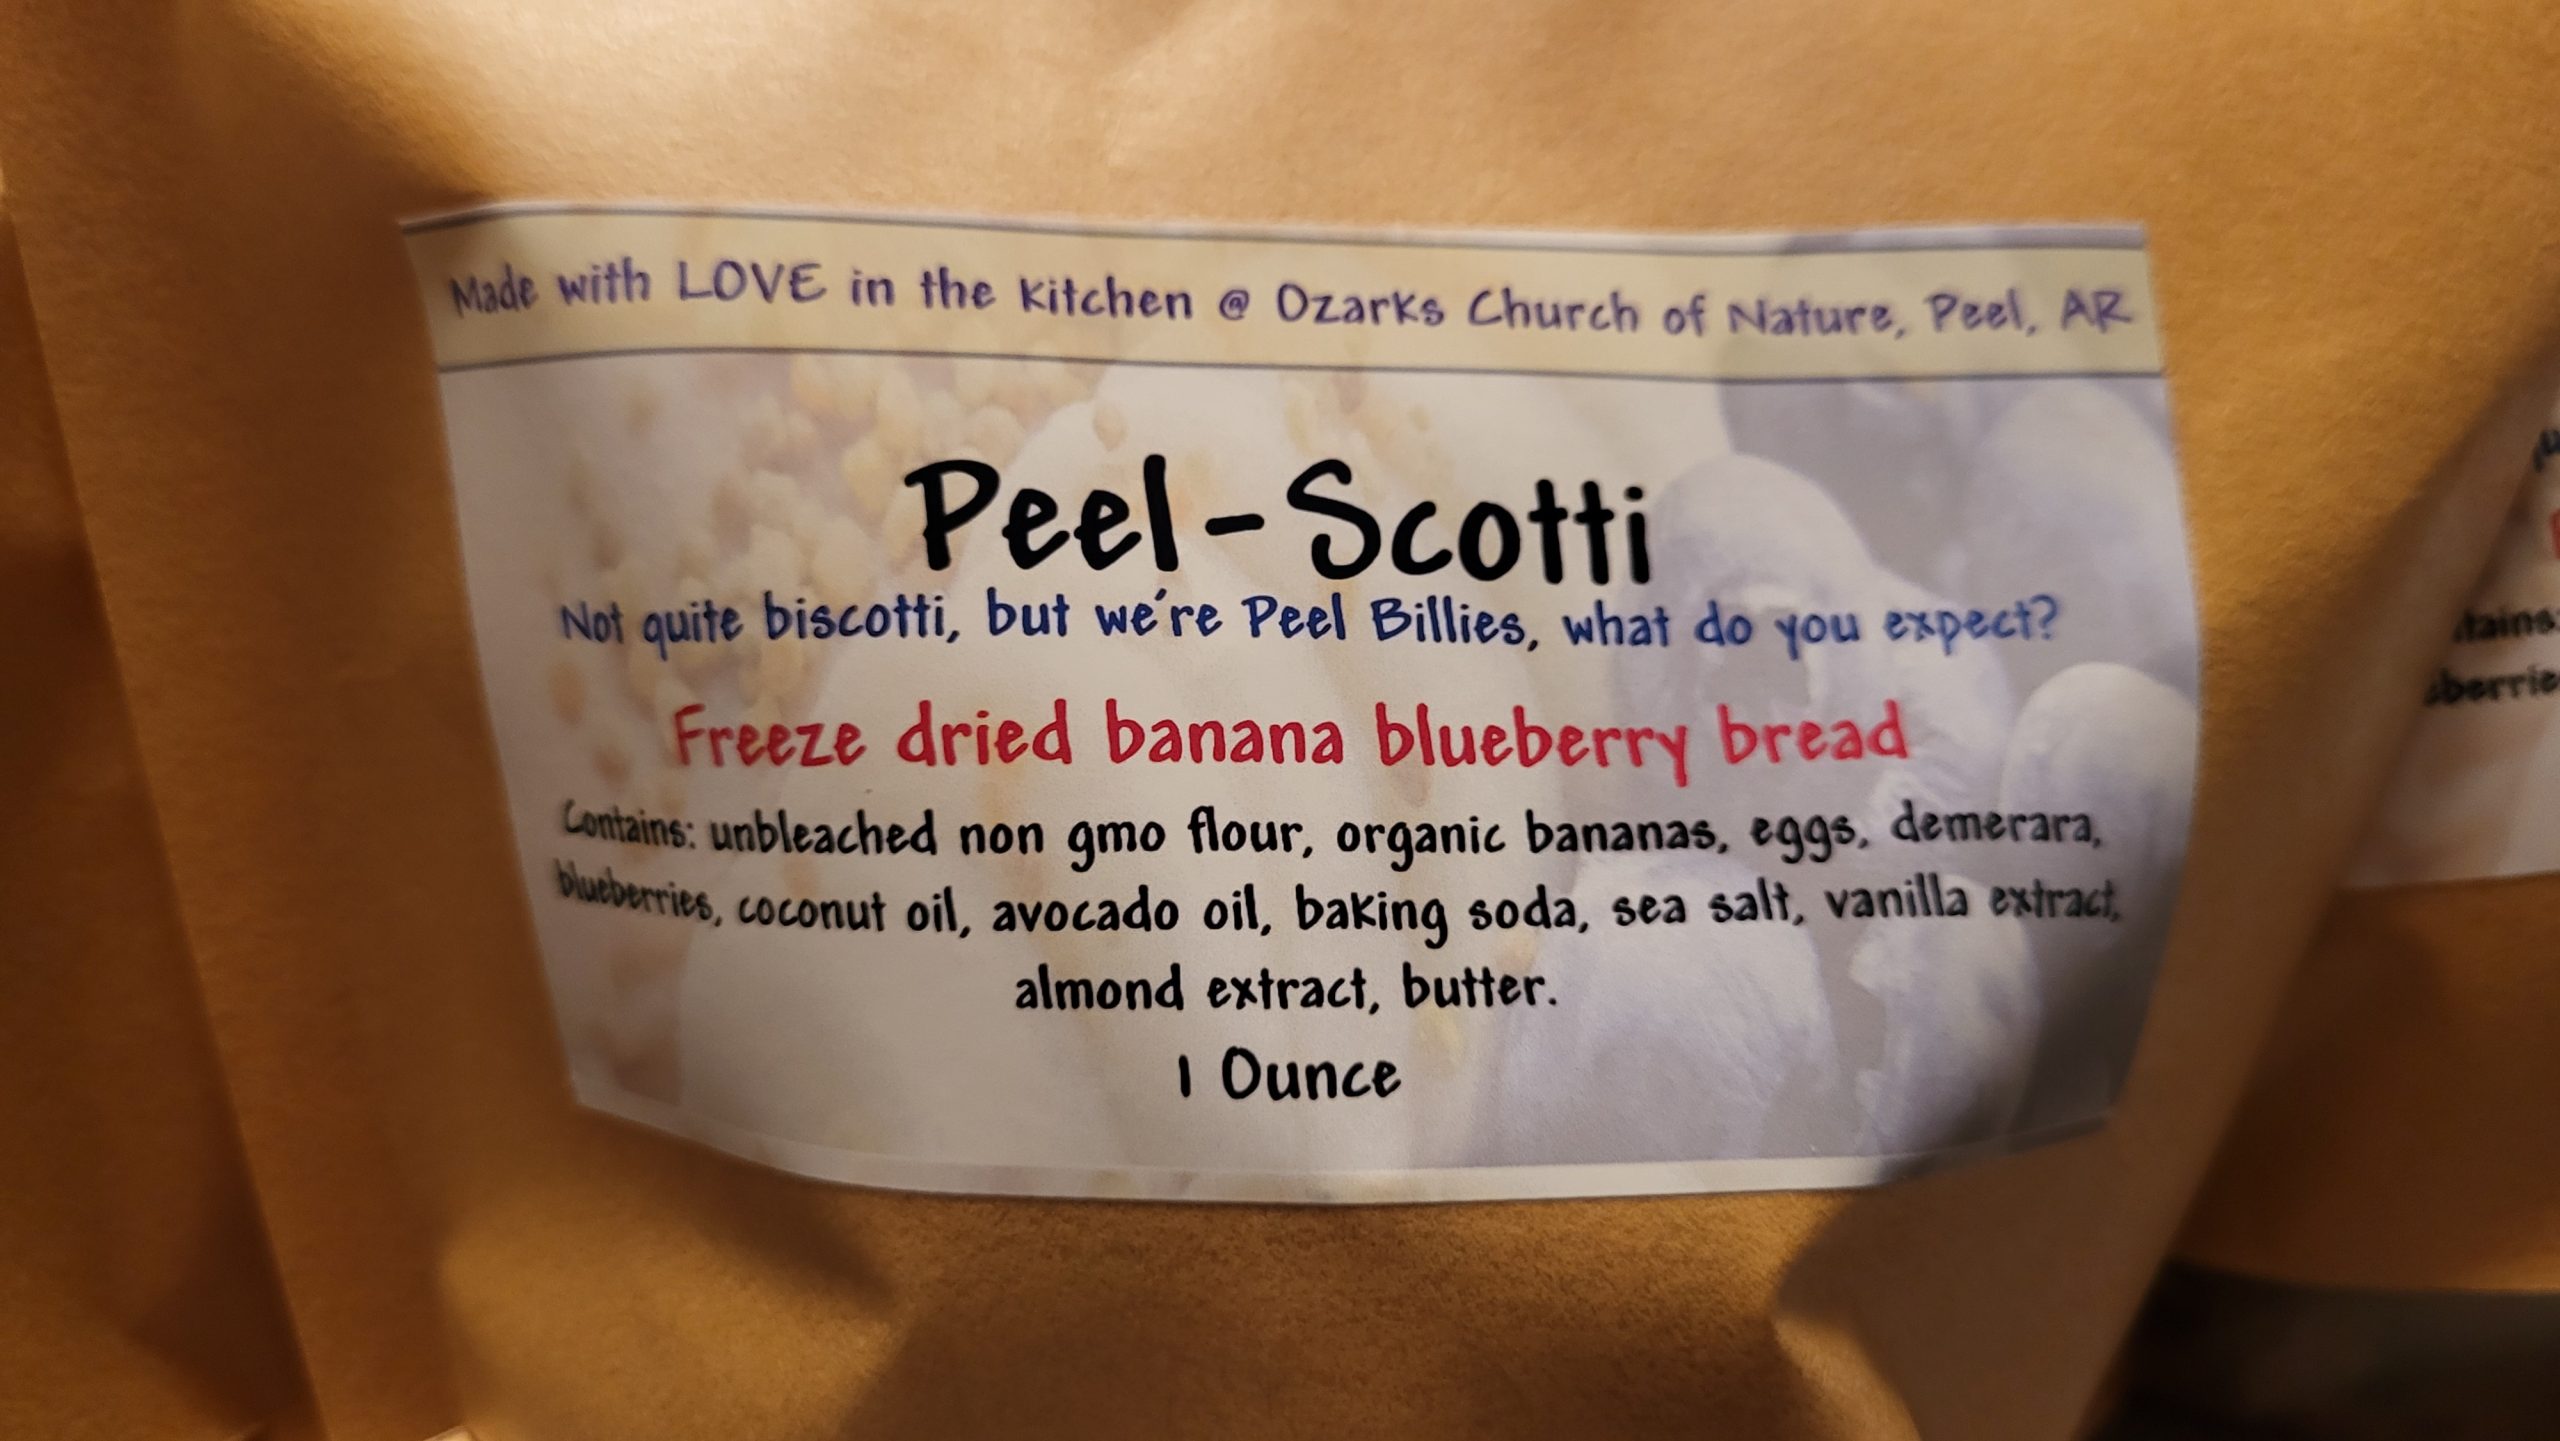 Made with LOVE in the kitchen @ Ozarks Church of Nature, Peel, AR
Peel-Scotti
Not quite biscotti, but we're Peel Billies, what do you expect?
Freeze dried banana blueberry bread
Contains: unbleached non gmo flour, organic bananas, eggs, demerara,
blueberries, coconut oil, avocado oil, baking soda, sea salt, vanilla extract,
almond extract, butter.
1 Ounce